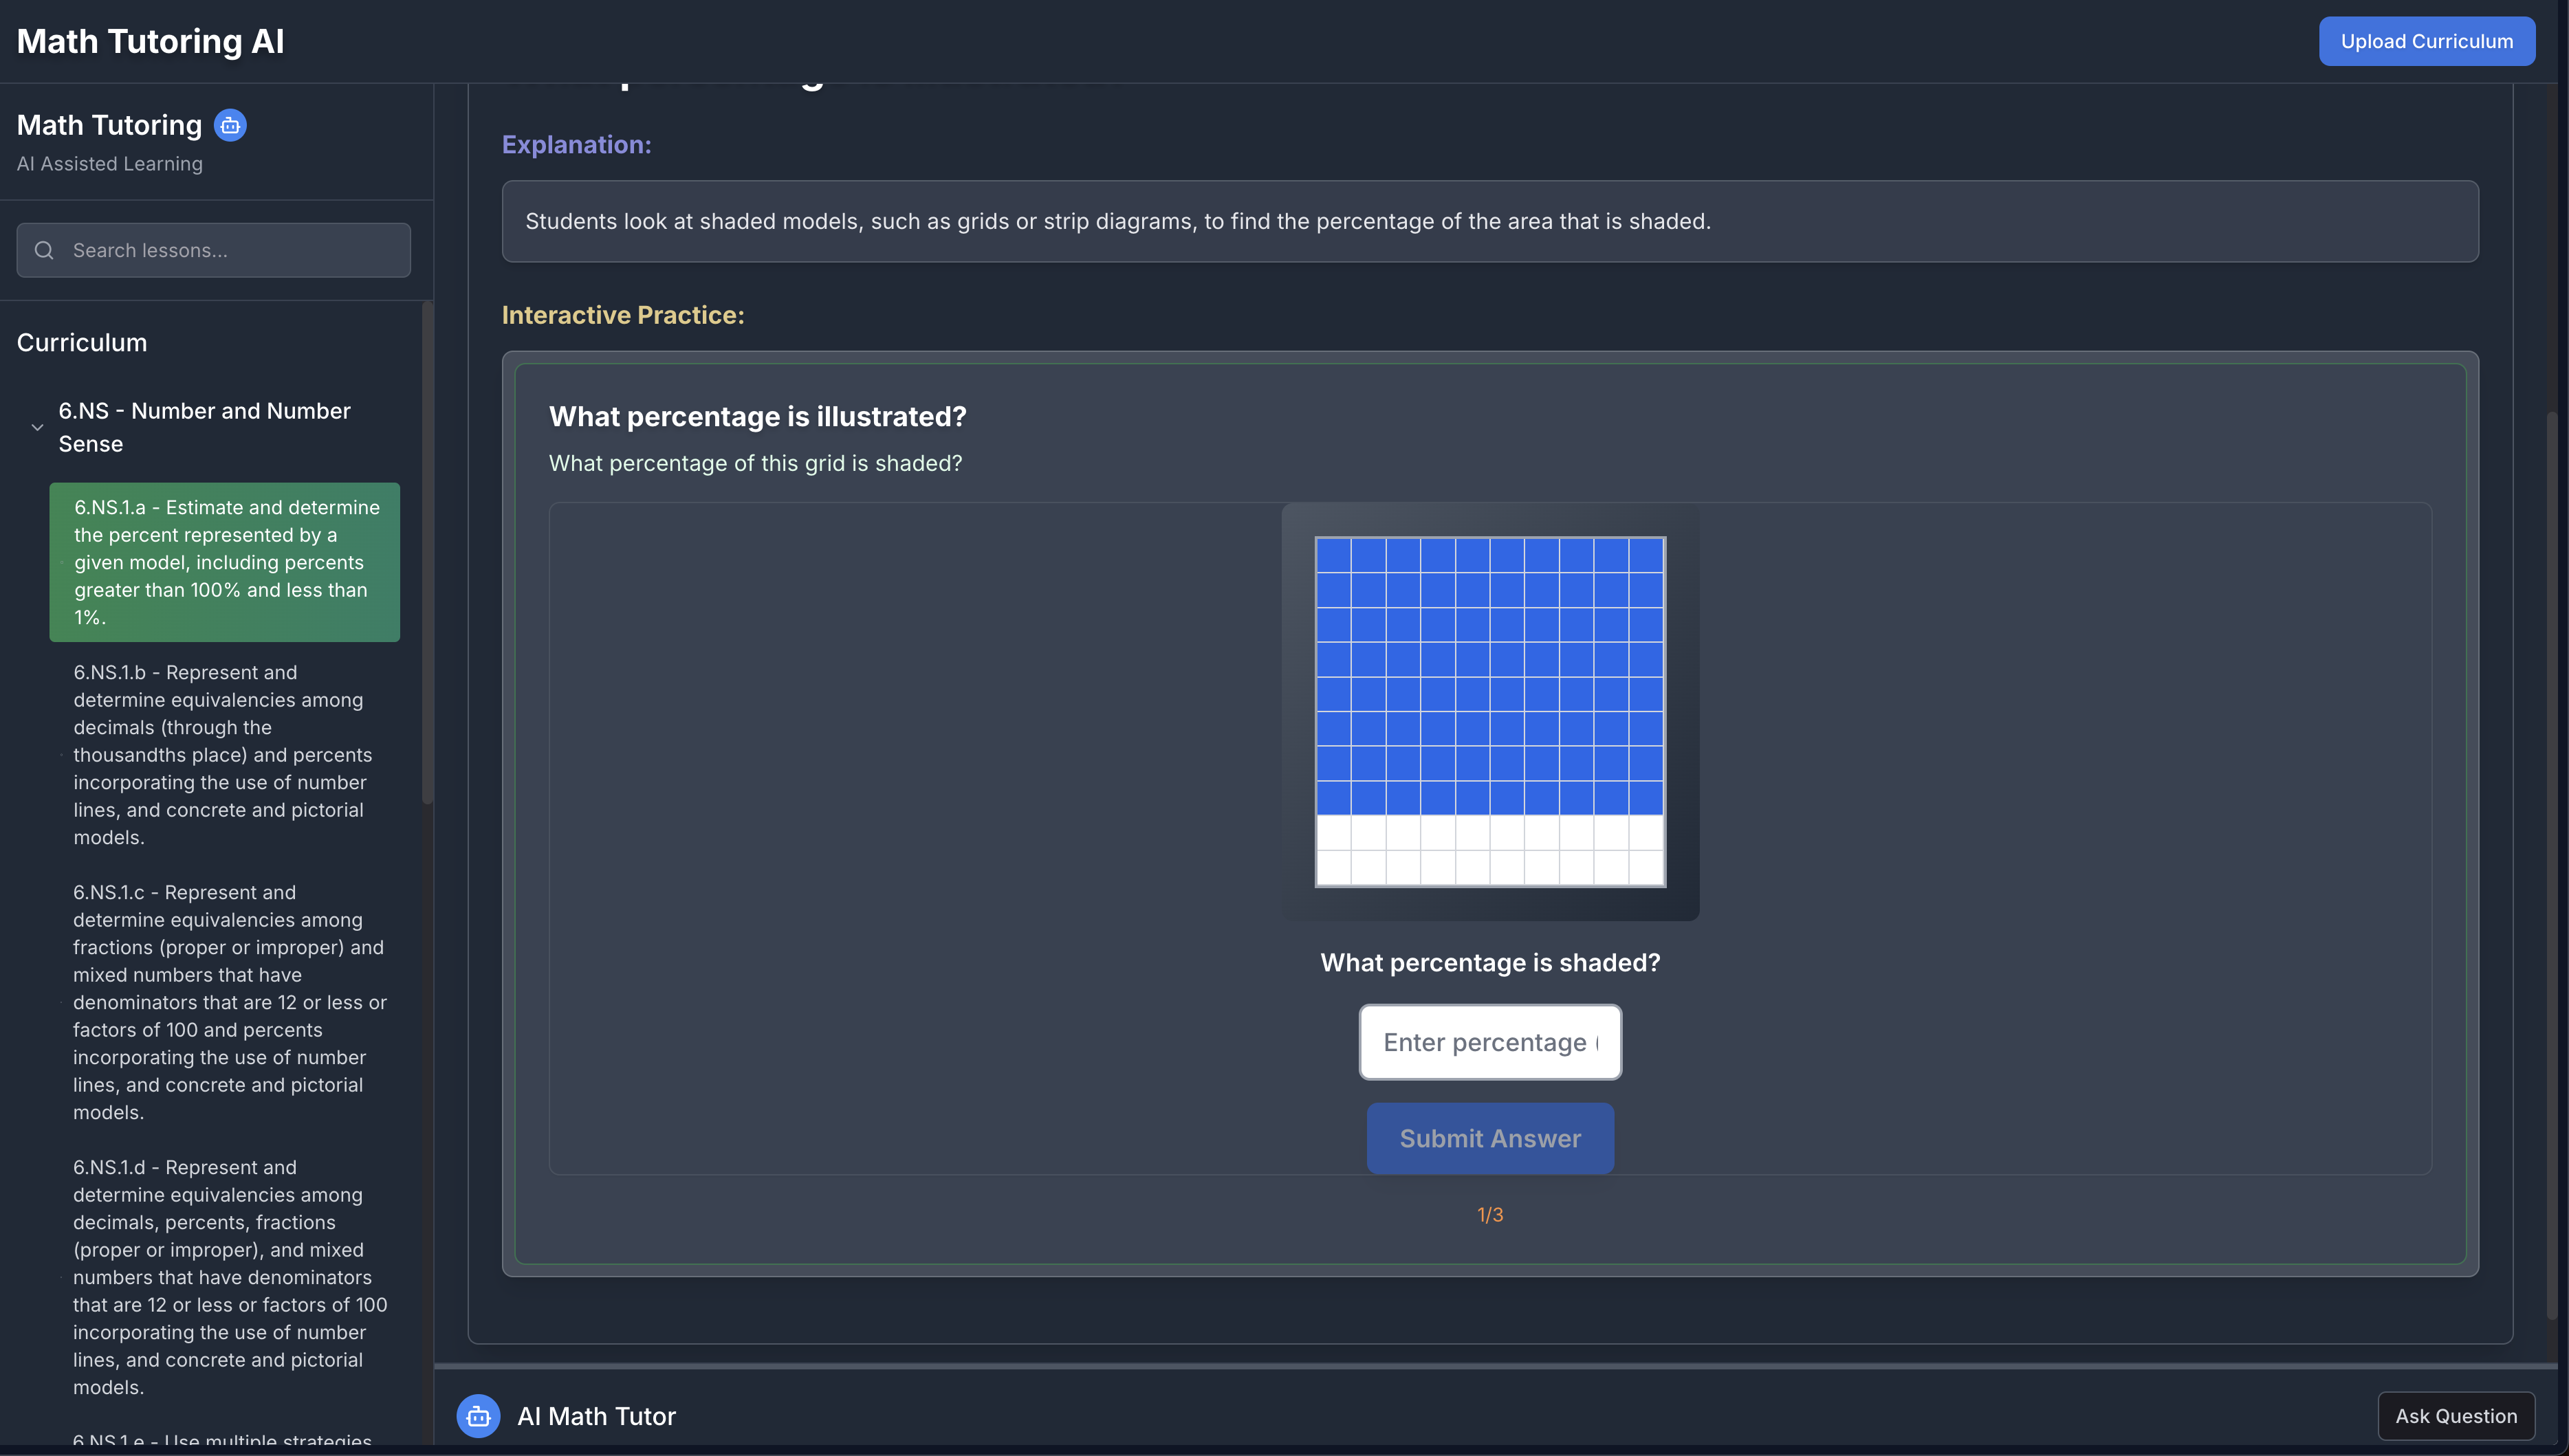 Math Tutoring AI
Upload Curriculum
Math Tutoring
AI Assisted Learning
Search lessons...
Curriculum
6.NS - Number and Number
Sense
6.NS.1.a - Estimate and determine
the percent represented by a
given model, including percents
greater than 100% and less than
1%.
6.NS.1.b - Represent and
determine equivalencies among
decimals (through the
thousandths place) and percents
incorporating the use of number
lines, and concrete and pictorial
models.
6.NS.1.c - Represent and
determine equivalencies among
fractions (proper or improper) and
mixed numbers that have
denominators that are 12 or less or
factors of 100 and percents
incorporating the use of number
lines, and concrete and pictorial
models.
6.NS.1.d - Represent and
determine equivalencies among
decimals, percents, fractions
(proper or improper), and mixed
numbers that have denominators
that are 12 or less or factors of 100
incorporating the use of number
lines, and concrete and pictorial
models.
6.NS.1.e - Use multiple strategies
Explanation:
Students look at shaded models, such as grids or strip diagrams, to find the percentage of the area that is shaded.
Interactive Practice:
What percentage is illustrated?
What percentage of this grid is shaded?
What percentage is shaded?
Enter percentage (
Submit Answer
1/3
AI Math Tutor
Ask Question